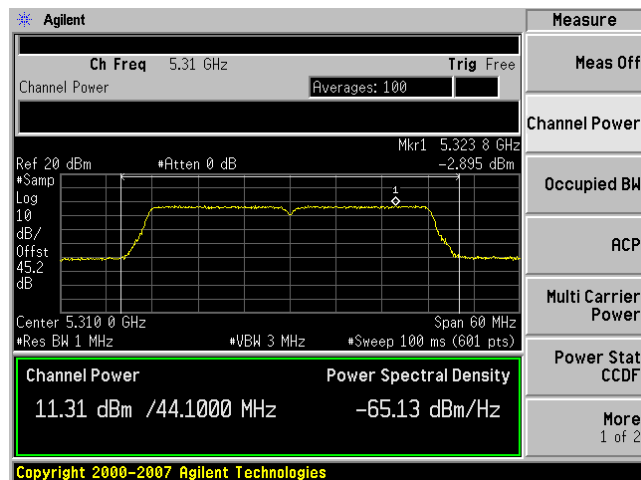 Agilent
Measure
Ch Freq 5.31 GHz Trig Free
Channel Power Averages: 100
Meas Off
Channel Power
Occupied BW
ACP
Multi Carrier
Power
Power Stat
CCDF
More
1 of 2
Mkr1 5.323 8 GHz
Ref 20 dBm #Atten 0 dB -2.895 dBm
#Samp
Log
10
dB/
Offst
45.2
dB
1
Center 5.310 0 GHz Span 60 MHz
#Res BW 1 MHz #VBW 3 MHz #Sweep 100 ms (601 pts)
Channel Power Power Spectral Density
11.31 dBm /44.1000 MHz -65.13 dBm/Hz
Copyright 2000-2007 Agilent Technologies